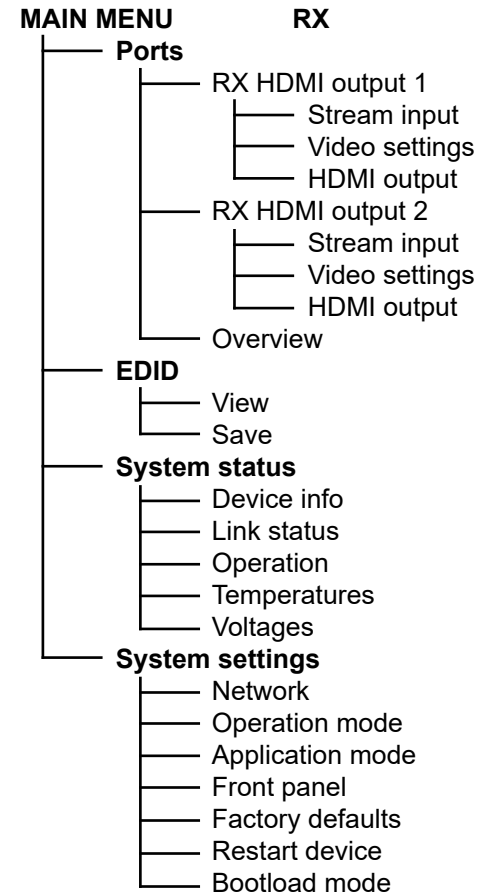 MAIN MENU RX
Ports
RX HDMI output 1
Stream input
Video settings
HDMI output
RX HDMI output 2
Stream input
Video settings
HDMI output
Overview
EDID
View
Save
System status
Device info
Link status
Operation
Temperatures
Voltages
System settings
Network
Operation mode
Application mode
Front panel
Factory defaults
Restart device
Bootload mode